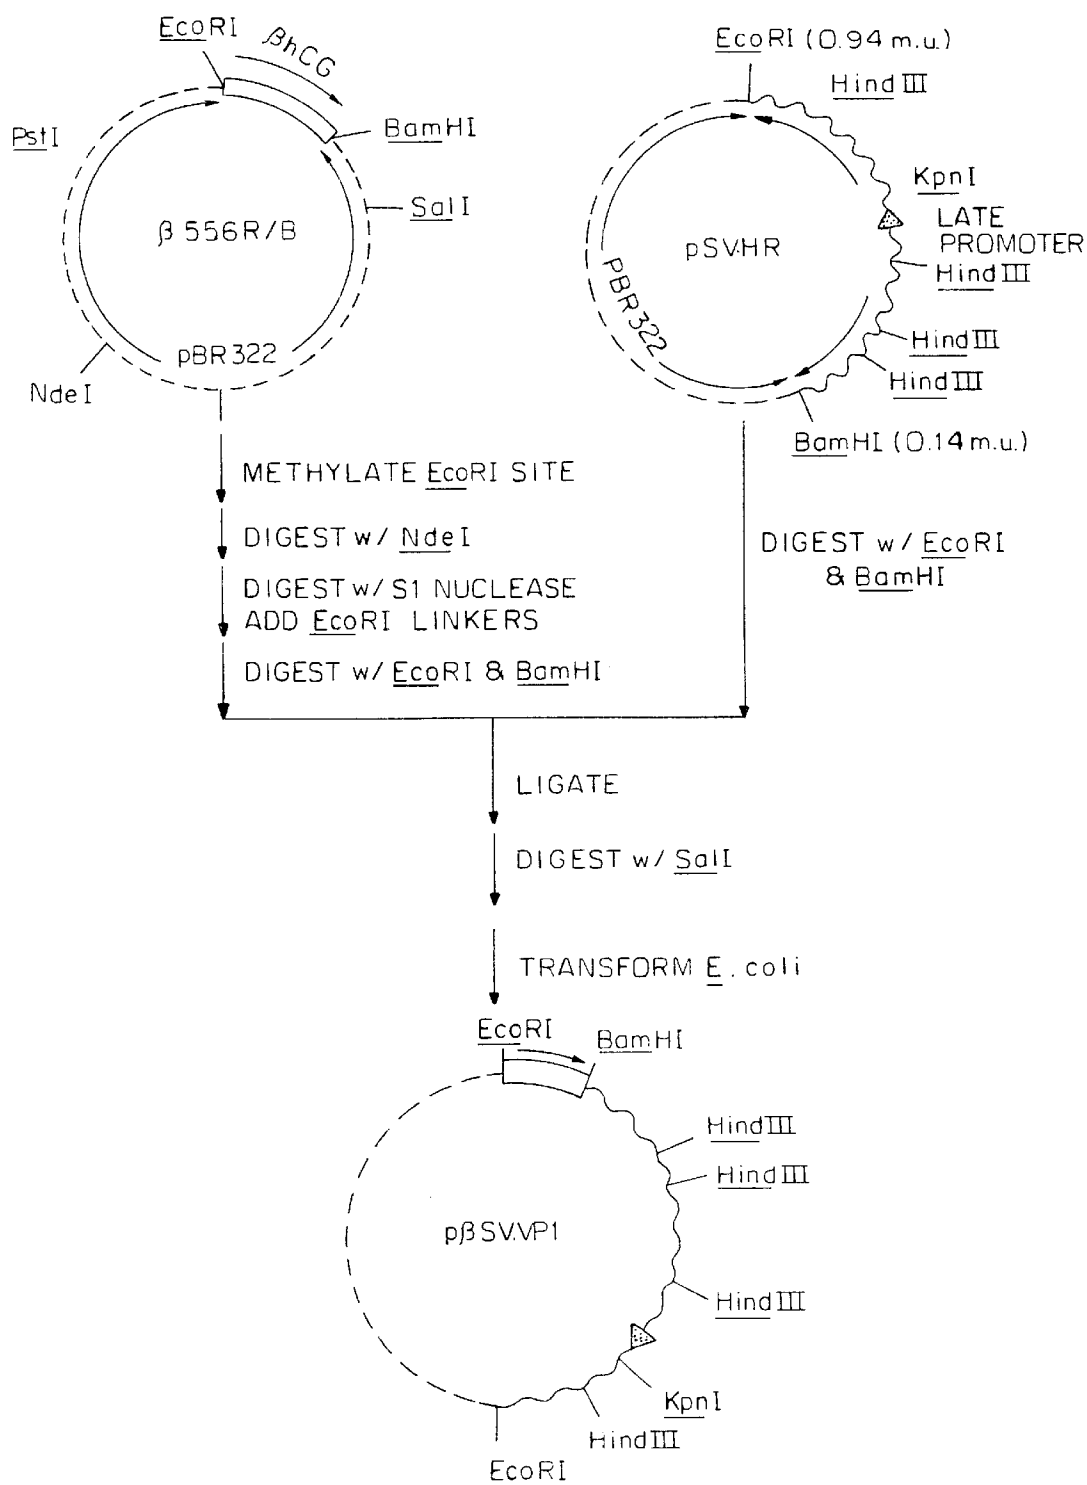 EcoRI
βhCG
PstI
BamHI
SalI
β556R/B
pBR322
NdeI
EcoRI (0.94 m.u.)
HindIII
KpnI
LATE
PROMOTER
HindIII
pSV.HR
PBR322
HindIII
HindIII
BamHI (0.14 m.u.)
METHYLATE EcoRI SITE
DIGEST w/ NdeI
DIGEST w/ S1 NUCLEASE
ADD EcoRI LINKERS
DIGEST w/ EcoRI & BamHI
DIGEST w/ EcoRI
& BamHI
LIGATE
DIGEST w/ SalI
TRANSFORM E. coli
EcoRI
BamHI
HindIII
HindIII
pβSV.VP1
HindIII
KpnI
HindIII
EcoRI